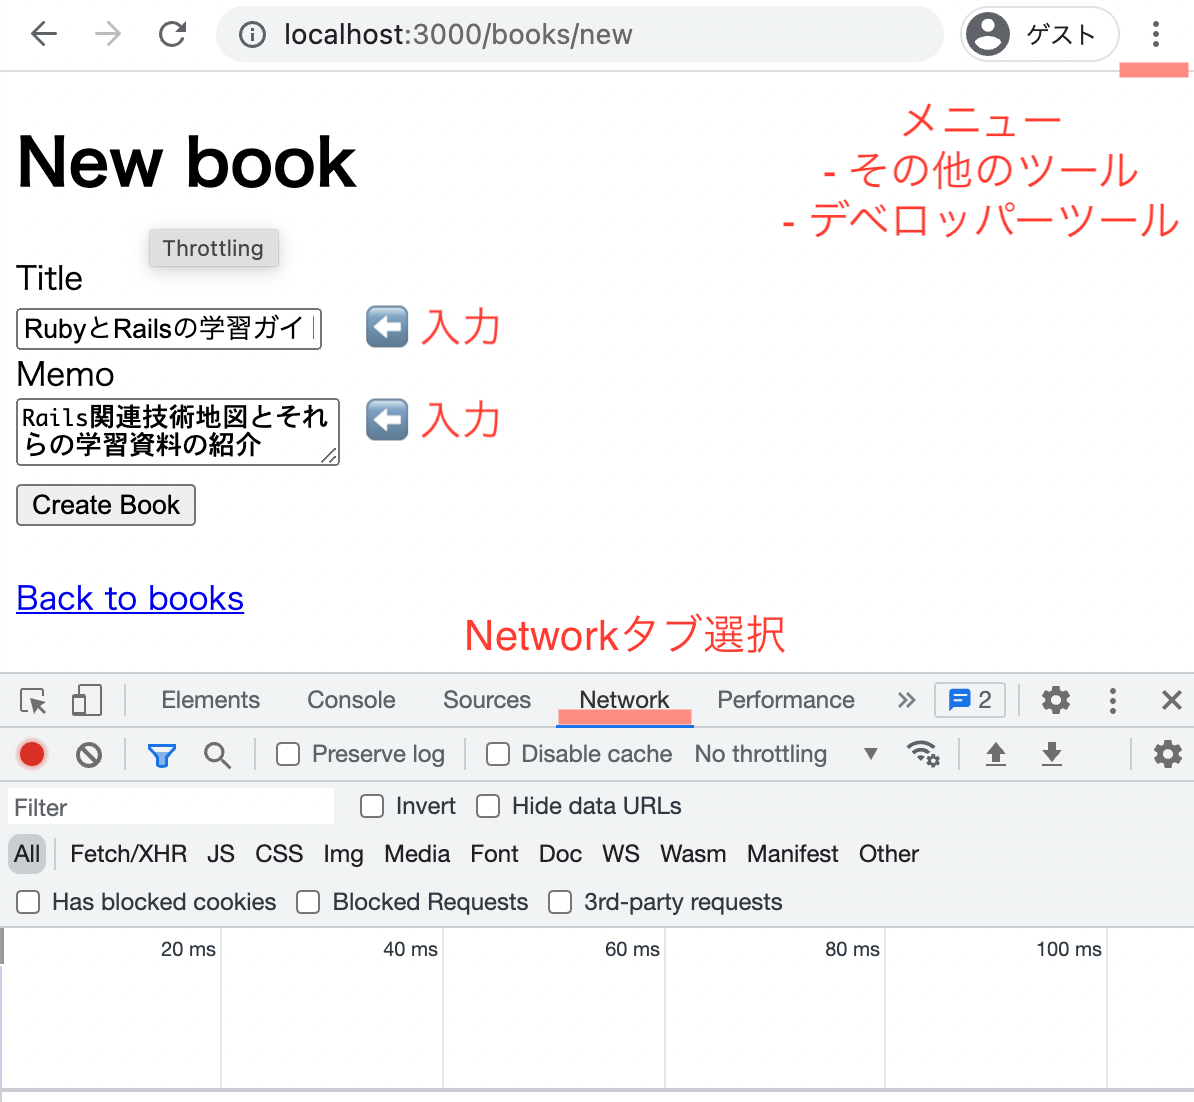 localhost:3000/books/new
ゲスト
メニュー
- その他のツール
- デベロッパーツール
New book
Throttling
Title
RubyとRailsの学習ガイド
入力
Memo
Rails関連技術地図とそれ
らの学習資料の紹介
入力
Create Book
Back to books
Networkタブ選択
Elements Console Sources Network Performance » 2
Preserve log Disable cache No throttling
Filter Invert Hide data URLs
All Fetch/XHR JS CSS Img Media Font Doc WS Wasm Manifest Other
Has blocked cookies Blocked Requests 3rd-party requests
20 ms 40 ms 60 ms 80 ms 100 ms